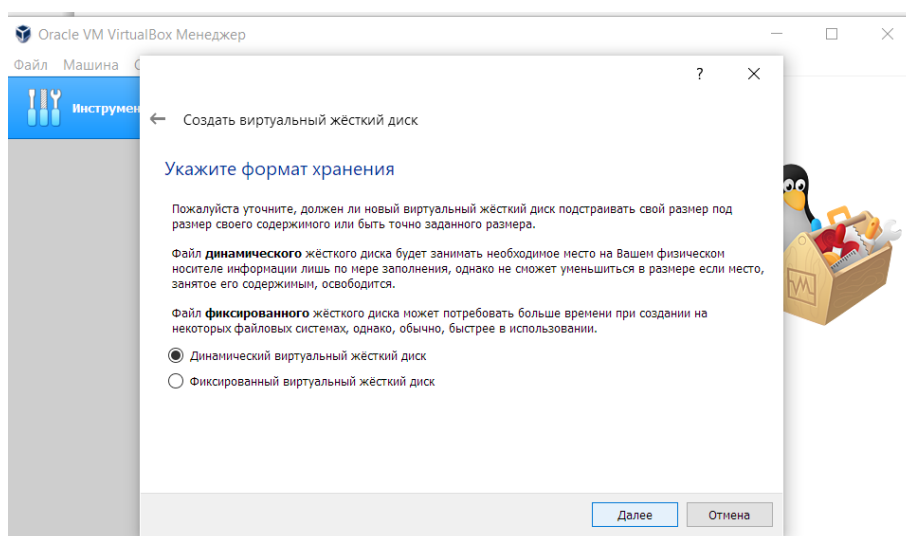 Oracle VM VirtualBox Менеджер
Файл Машина
Инструмен
?
Создать виртуальный жёсткий диск
Укажите формат хранения
Пожалуйста уточните, должен ли новый виртуальный жёсткий диск подстраивать свой размер под
размер своего содержимого или быть точно заданного размера.
Файл динамического жёсткого диска будет занимать необходимое место на Вашем физическом
носителе информации лишь по мере заполнения, однако не сможет уменьшиться в размере если место,
занятое его содержимым, освободится.
Файл фиксированного жёсткого диска может потребовать больше времени при создании на
некоторых файловых системах, однако, обычно, быстрее в использовании.
Динамический виртуальный жёсткий диск
Фиксированный виртуальный жёсткий диск
Далее
Отмена